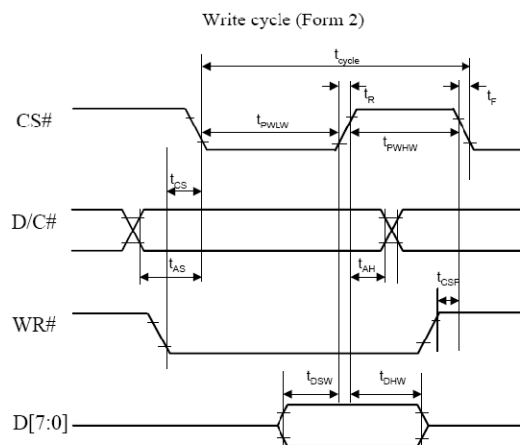 Write cycle (Form 2)
tcycle
tR
tF
CS#
tPWLW
tPWHW
tCS
D/C#
tAS
tAH
tCSF
WR#
tDSW
tDHW
D[7:0]